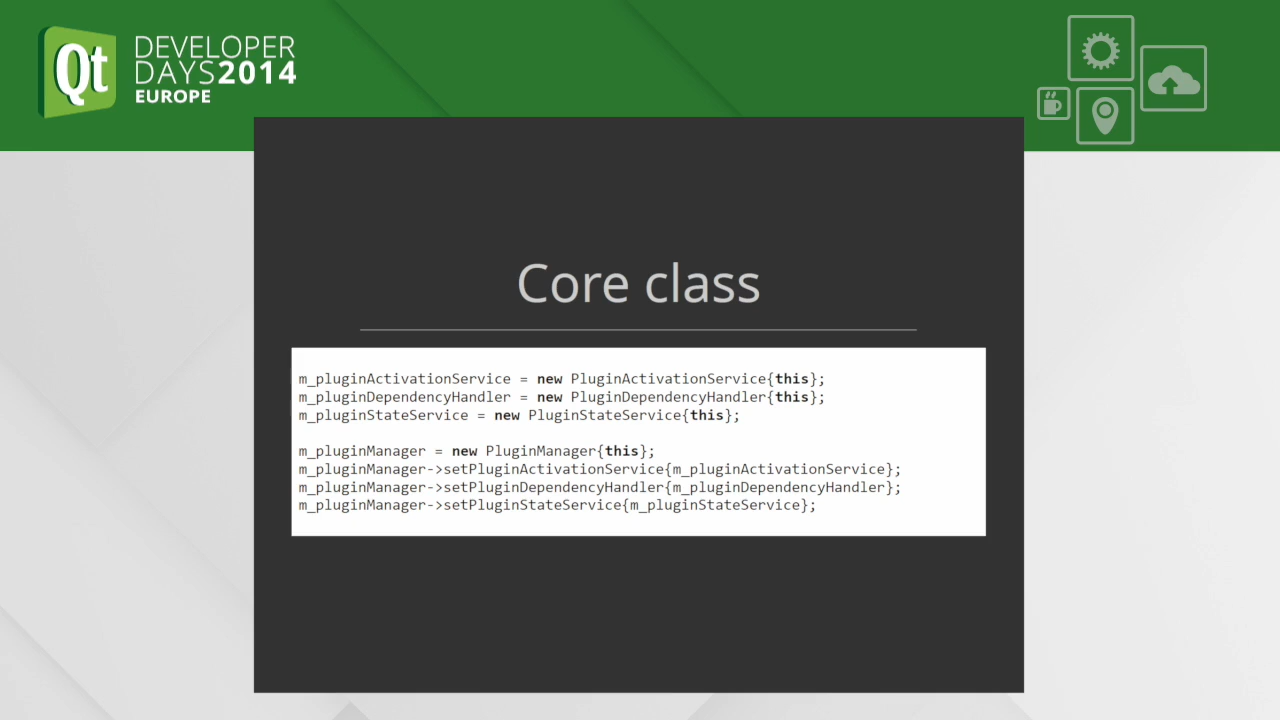 Qt
DEVELOPER
DAYS2014
EUROPE
Core class
m_pluginActivationService = new PluginActivationService{this};
m_pluginDependencyHandler = new PluginDependencyHandler{this};
m_pluginStateService = new PluginStateService{this};
m_pluginManager = new PluginManager{this};
m_pluginManager->setPluginActivationService{m_pluginActivationService};
m_pluginManager->setPluginDependencyHandler{m_pluginDependencyHandler};
m_pluginManager->setPluginStateService{m_pluginStateService};